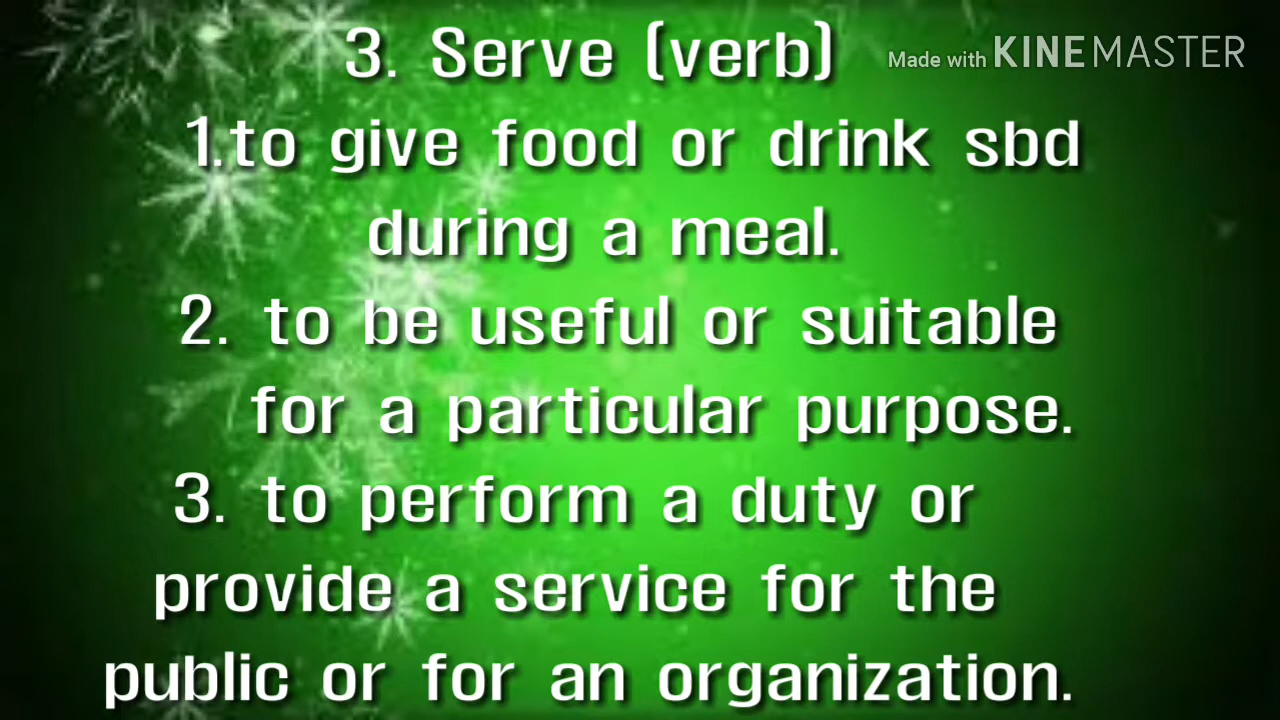 3. Serve (verb)
Made with KINEMASTER
1.to give food or drink sbd
during a meal.
2. to be useful or suitable
for a particular purpose.
3. to perform a duty or
provide a service for the
public or for an organization.